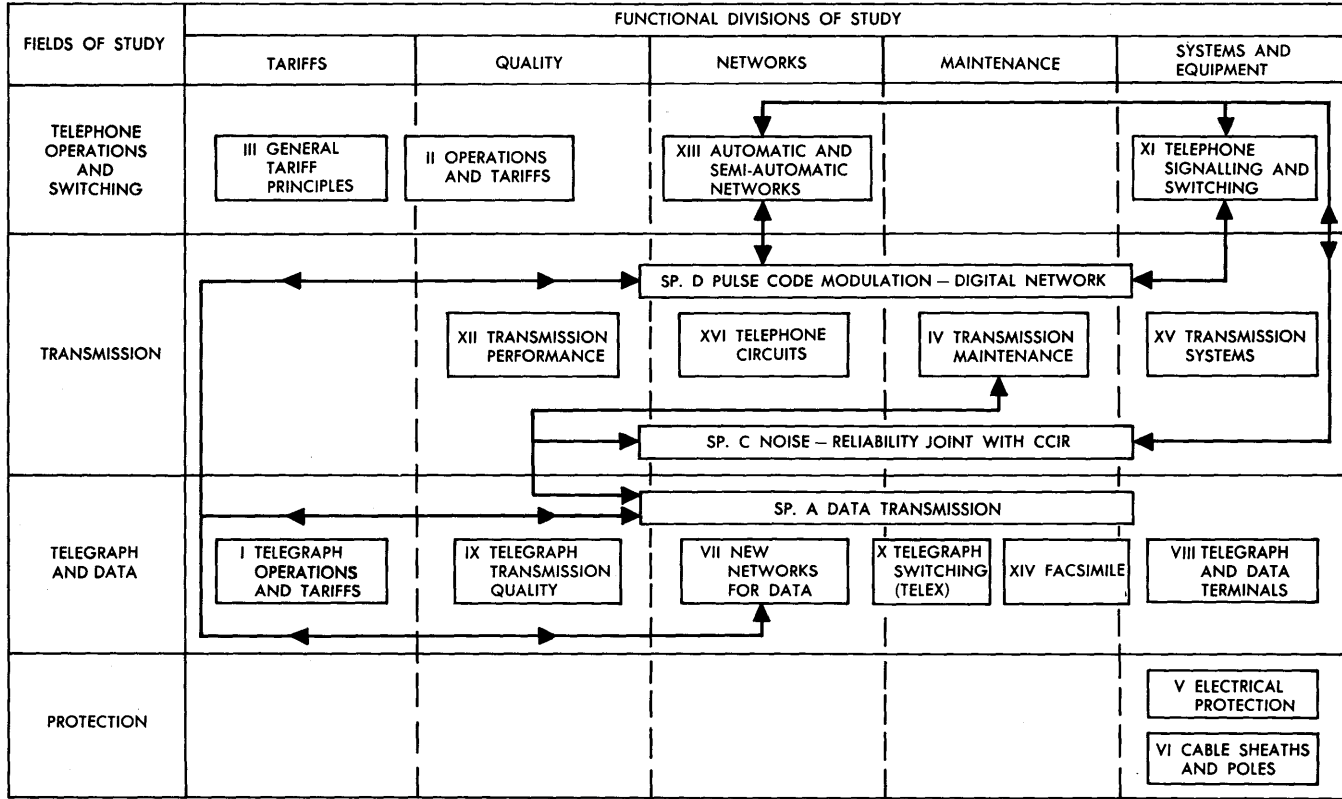 FUNCTIONAL DIVISIONS OF STUDY
FIELDS OF STUDY
TARIFFS
QUALITY
NETWORKS
MAINTENANCE
SYSTEMS AND
EQUIPMENT
TELEPHONE
OPERATIONS
AND
SWITCHING
III GENERAL
TARIFF
PRINCIPLES
II OPERATIONS
AND TARIFFS
XIII AUTOMATIC AND
SEMI-AUTOMATIC
NETWORKS
XI TELEPHONE
SIGNALLING AND
SWITCHING
TRANSMISSION
SP. D PULSE CODE MODULATION — DIGITAL NETWORK
XII TRANSMISSION
PERFORMANCE
XVI TELEPHONE
CIRCUITS
IV TRANSMISSION
MAINTENANCE
XV TRANSMISSION
SYSTEMS
SP. C NOISE — RELIABILITY JOINT WITH CCIR
TELEGRAPH
AND DATA
SP. A DATA TRANSMISSION
I TELEGRAPH
OPERATIONS
AND TARIFFS
IX TELEGRAPH
TRANSMISSION
QUALITY
VII NEW
NETWORKS
FOR DATA
X TELEGRAPH
SWITCHING
(TELEX)
XIV FACSIMILE
VIII TELEGRAPH
AND DATA
TERMINALS
PROTECTION
V ELECTRICAL
PROTECTION
VI CABLE SHEATHS
AND POLES